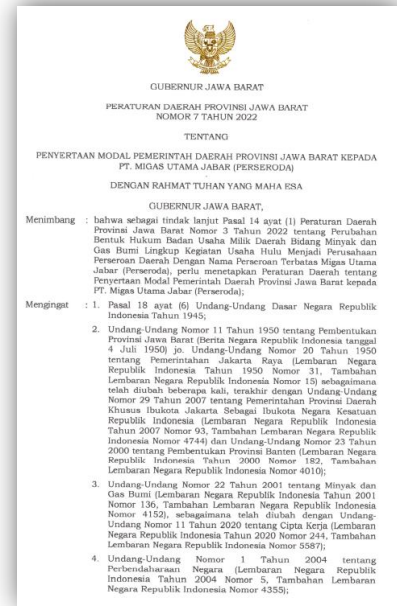 GUBERNUR JAWA BARAT
PERATURAN DAERAH PROVINSI JAWA BARAT
NOMOR 7 TAHUN 2022
TENTANG
PENYERTAAN MODAL PEMERINTAH DAERAH PROVINSI JAWA BARAT KEPADA
PT. MIGAS UTAMA JABAR (PERSERODA)
DENGAN RAHMAT TUHAN YANG MAHA ESA
GUBERNUR JAWA BARAT,
Menimbang : bahwa sebagai tindak lanjut Pasal 14 ayat (1) Peraturan Daerah
Provinsi Jawa Barat Nomor 3 Tahun 2022 tentang Perubahan
Bentuk Hukum Badan Usaha Milik Daerah Bidang Minyak dan
Gas Bumi Lingkup Kegiatan Usaha Hulu Menjadi Perusahaan
Perseroan Daerah Dengan Nama Perseroan Terbatas Migas Utama
Jabar (Perseroda), perlu menetapkan Peraturan Daerah tentang
Penyertaan Modal Pemerintah Daerah Provinsi Jawa Barat kepada
PT. Migas Utama Jabar (Perseroda);
Mengingat : 1. Pasal 18 ayat (6) Undang-Undang Dasar Negara Republik
Indonesia Tahun 1945;
2. Undang-Undang Nomor 11 Tahun 1950 tentang Pembentukan
Provinsi Jawa Barat (Berita Negara Republik Indonesia tanggal
4 Juli 1950) jo. Undang-Undang Nomor 20 Tahun 1950
tentang Pemerintahan Jakarta Raya (Lembaran Negara
Republik Indonesia Tahun 1950 Nomor 31, Tambahan
Lembaran Negara Republik Indonesia Nomor 15) sebagaimana
telah diubah beberapa kali, terakhir dengan Undang-Undang
Nomor 29 Tahun 2007 tentang Pemerintahan Provinsi Daerah
Khusus Ibukota Jakarta Sebagai Ibukota Negara Kesatuan
Republik Indonesia (Lembaran Negara Republik Indonesia
Tahun 2007 Nomor 93, Tambahan Lembaran Negara Republik
Indonesia Nomor 4744) dan Undang-Undang Nomor 23 Tahun
2000 tentang Pembentukan Provinsi Banten (Lembaran Negara
Republik Indonesia Tahun 2000 Nomor 182, Tambahan
Lembaran Negara Republik Indonesia Nomor 4010);
3. Undang-Undang Nomor 22 Tahun 2001 tentang Minyak dan
Gas Bumi (Lembaran Negara Republik Indonesia Tahun 2001
Nomor 136, Tambahan Lembaran Negara Republik Indonesia
Nomor 4152), sebagaimana telah diubah dengan Undang-
Undang Nomor 11 Tahun 2020 tentang Cipta Kerja (Lembaran
Negara Republik Indonesia Tahun 2020 Nomor 244, Tambahan
Lembaran Negara Republik Indonesia Nomor 5587);
4. Undang-Undang Nomor 1 Tahun 2004 tentang
Perbendaharaan Negara (Lembaran Negara Republik
Indonesia Tahun 2004 Nomor 5, Tambahan Lembaran
Negara Republik Indonesia Nomor 4355);